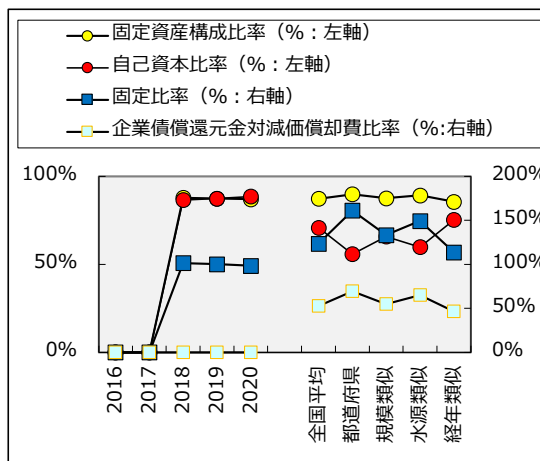 固定資産構成比率（%：左軸）
自己資本比率（%：左軸）
固定比率（%：右軸）
企業債償還元金対減価償却費比率（%:右軸）
100%
50%
0%
200%
150%
100%
50%
0%
2016
2017
2018
2019
2020
全国平均
都道府県
規模類似
水源類似
経年類似